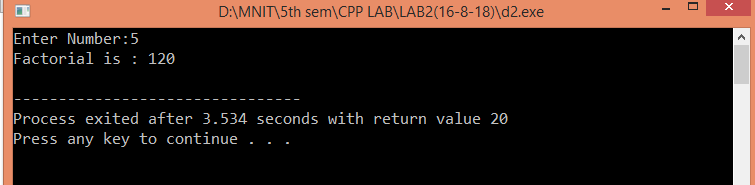 D:\MNIT\5th sem\CPP LAB\LAB2(16-8-18)\d2.exe
Enter Number:5
Factorial is : 120
--------------------------------
Process exited after 3.534 seconds with return value 20
Press any key to continue . . .